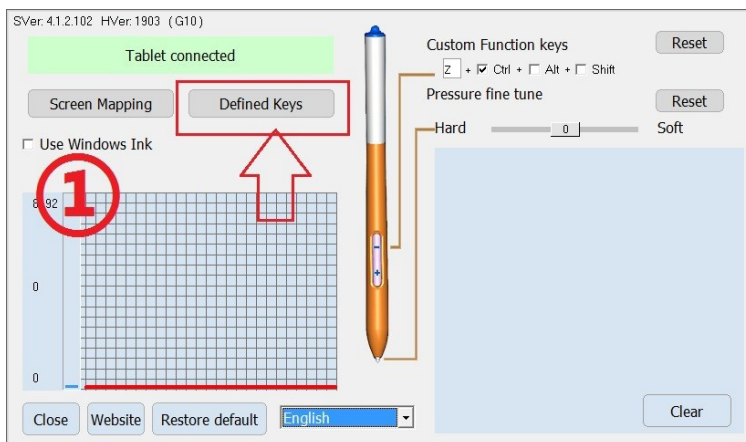 SVer: 4.1.2.102 HVer: 1903 (G10)
Tablet connected
Screen Mapping
Defined Keys
Use Windows Ink
1
0
0
Close
Website
Restore default
English
Custom Function keys
Reset
Z + Ctrl + Alt + Shift
Pressure fine tune
Reset
Hard
0
Soft
- 
+
Clear